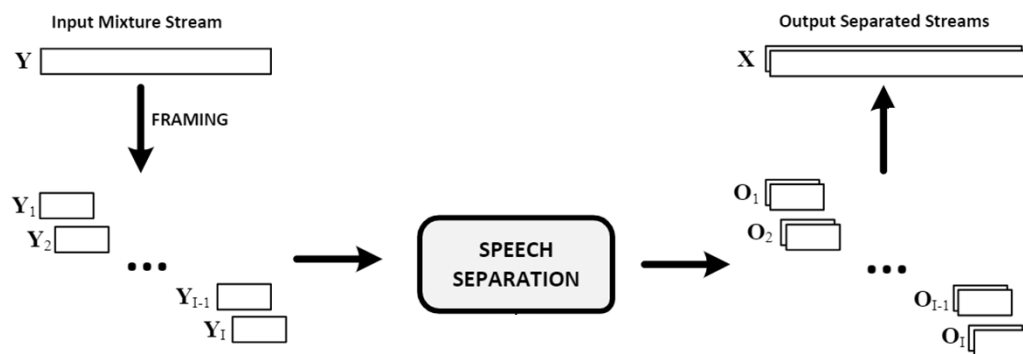 Input Mixture Stream
Output Separated Streams
Y
X
FRAMING
Y1
Y2
...
YI-1
YI
SPEECH
SEPARATION
O1
O2
...
OI-1
OI